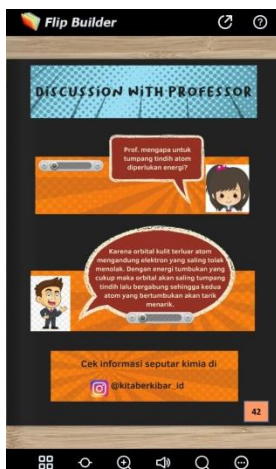 Flip Builder
DISCUSSION WITH PROFESSOR
Prof. mengapa untuk
tumpang tindih atom
diperlukan energi?
Karena orbital kulit terluar atom
mengandung elektron yang saling tolak
menolak. Dengan energi tumbukan yang
cukup maka orbital akan saling tumpang
tindih lalu bergabung sehingga kedua
atom yang bertumbukan akan tarik
menarik.
Cek informasi seputar kimia di
@kitaberkibar_id
42